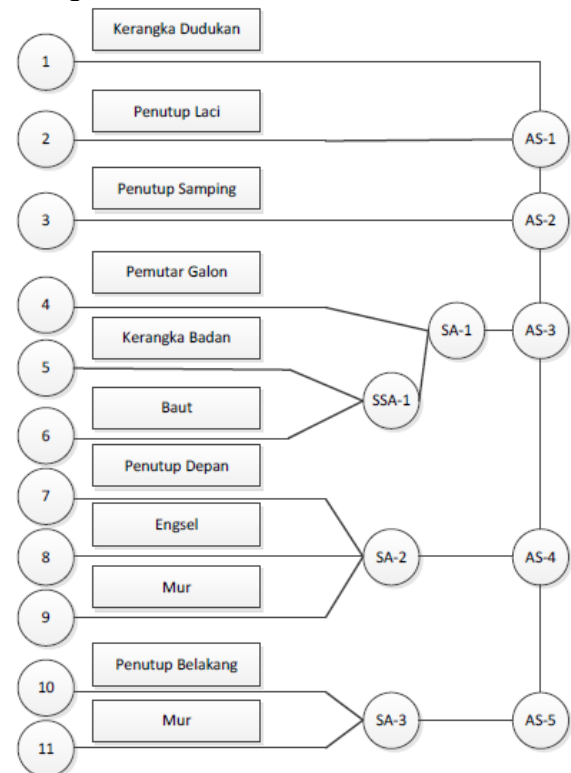 Kerangka Dudukan
1
Penutup Laci
2
AS-1
Penutup Samping
3
AS-2
Pemutar Galon
4
SA-1
AS-3
Kerangka Badan
5
SSA-1
Baut
6
Penutup Depan
7
Engsel
8
SA-2
AS-4
Mur
9
Penutup Belakang
10
Mur
SA-3
AS-5
11